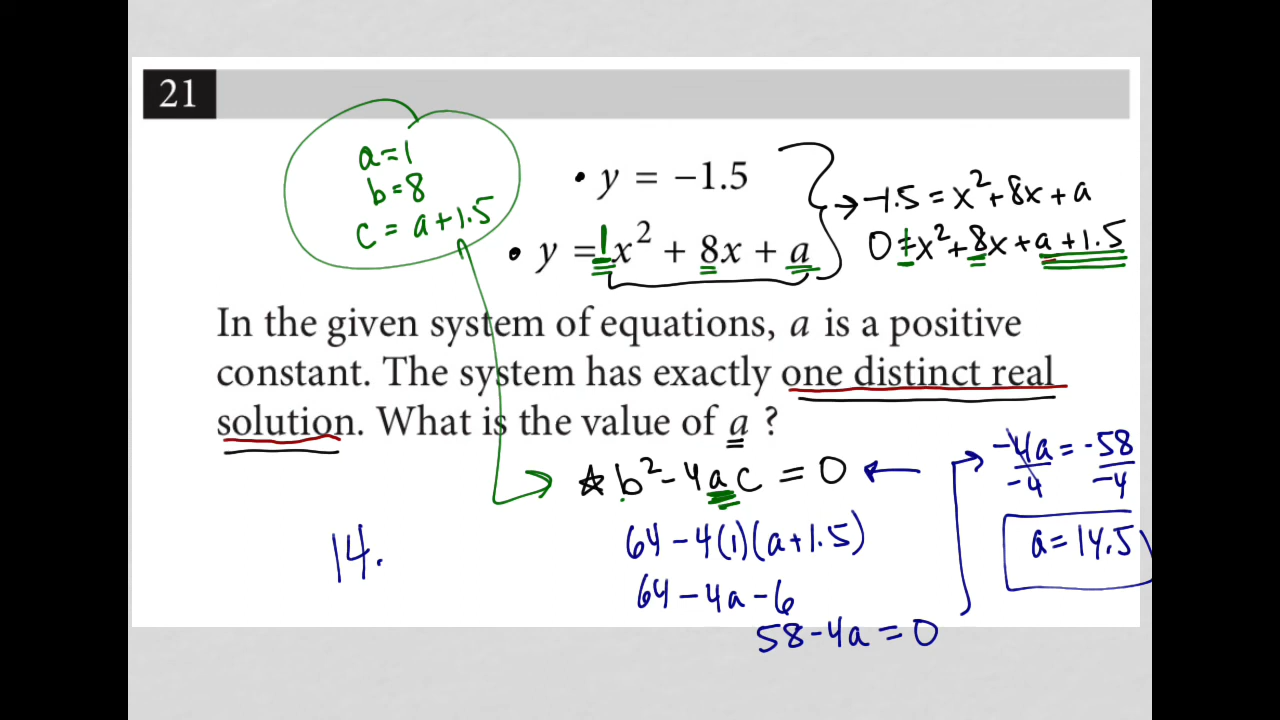 21
a=1
b=8
c = a+1.5
• y = −1.5
• y = 1x² + 8x + a
→ -1.5 = x² + 8x + a
0 = 1x² + 8x + a + 1.5
In the given system of equations, a is a positive
constant. The system has exactly one distinct real
solution. What is the value of a ?
☆ b² - 4ac = 0 ←
64 - 4(1)(a+1.5)
64 - 4a - 6
58 - 4a = 0
→ -4a = -58
-4 -4
a = 14.5
14.